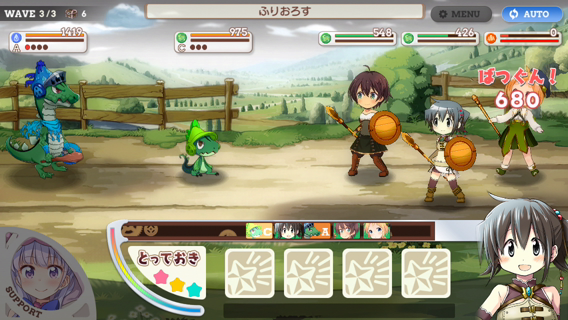 WAVE 3/3 6
ふりおろす
MENU
AUTO
1419
A
975
C
548
426
0
ばつぐん！
680
C
A
とっておき
SUPPORT